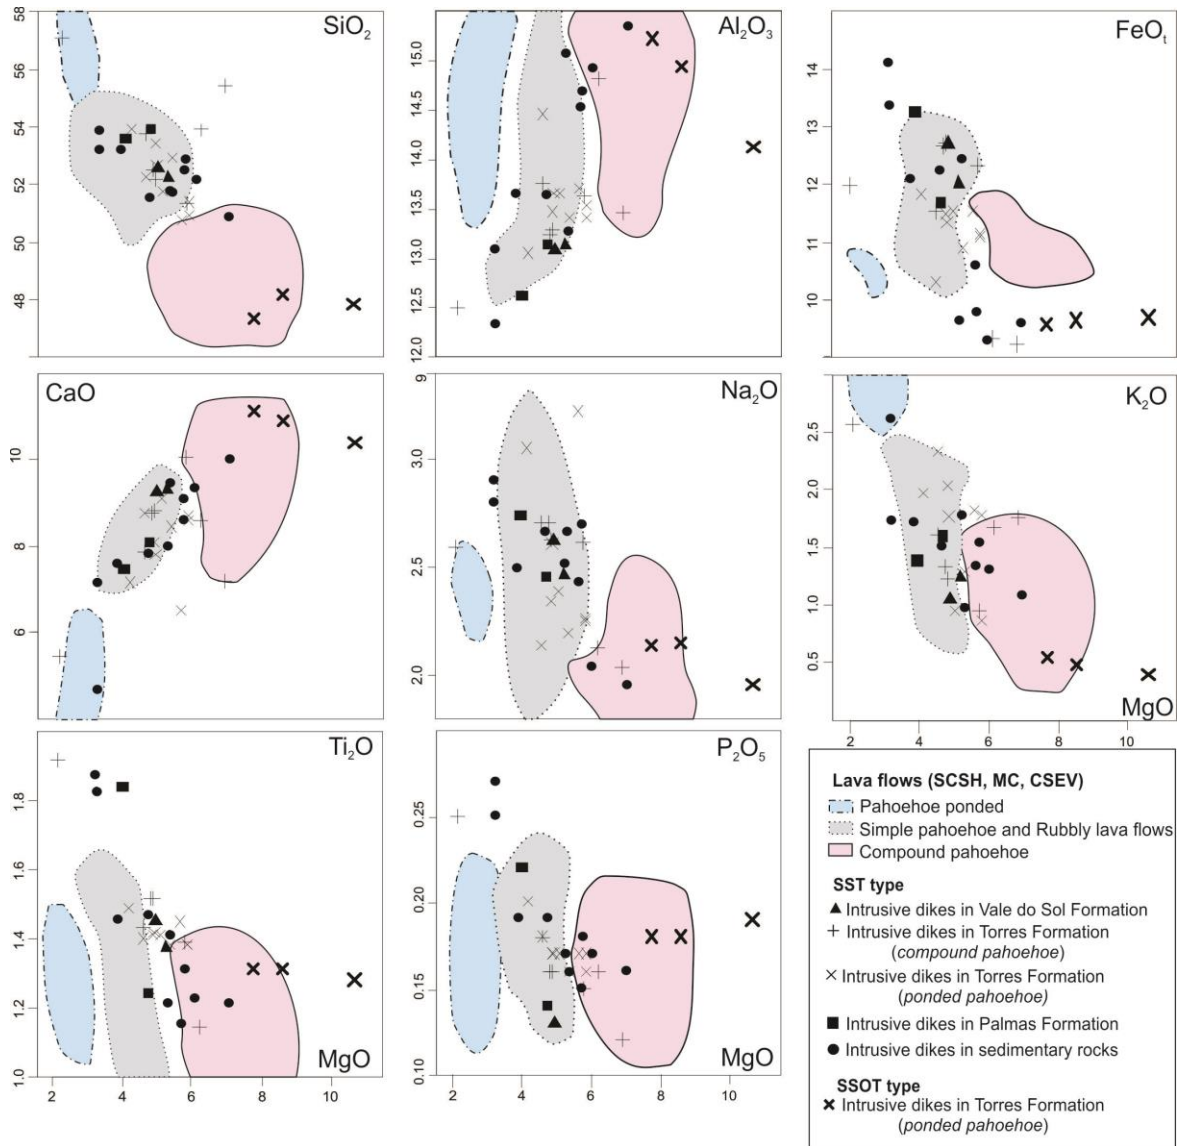 SiO2
58
56
54
52
50
48
Al2O3
15.0
14.5
14.0
13.5
13.0
12.5
12.0
FeOt
14
13
12
11
10
CaO
10
8
6
Na2O
9
3.0
2.5
2.0
K2O
2.5
2.0
1.5
1.0
0.5
MgO
2 4 6 8 10
Ti2O
1.8
1.6
1.4
1.2
1.0
MgO
2 4 6 8 10
P2O5
0.25
0.20
0.15
0.10
MgO
2 4 6 8 10
Lava flows (SCSH, MC, CSEV)
Pahoehoe ponded
Simple pahoehoe and Rubbly lava flows
Compound pahoehoe
SST type
Intrusive dikes in Vale do Sol Formation
Intrusive dikes in Torres Formation
(compound pahoehoe)
Intrusive dikes in Torres Formation
(ponded pahoehoe)
Intrusive dikes in Palmas Formation
Intrusive dikes in sedimentary rocks
SSOT type
Intrusive dikes in Torres Formation
(ponded pahoehoe)